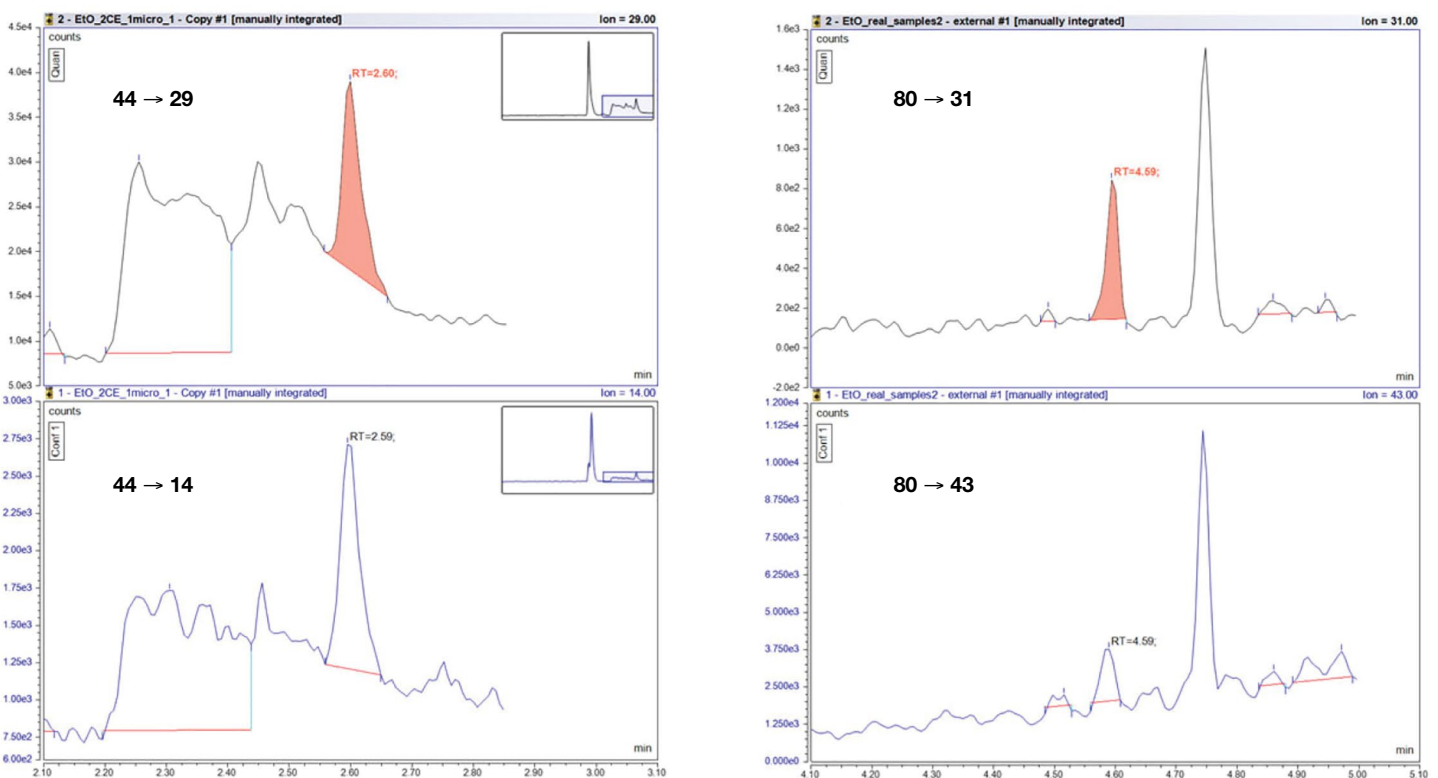 2 - EtO_2CE_1micro_1 - Copy #1 [manually integrated] Ion = 29.00
4.5e4
counts
Quan
4.0e4
3.5e4
3.0e4
2.5e4
2.0e4
1.5e4
1.0e4
5.0e3
RT=2.60;
44 → 29
min
2 - EtO_real_samples2 - external #1 [manually integrated] Ion = 31.00
1.6e3
counts
Quan
1.4e3
1.2e3
1.0e3
8.0e2
6.0e2
4.0e2
2.0e2
0.0e0
-2.0e2
80 → 31
RT=4.59;
min
1 - EtO_2CE_1micro_1 - Copy #1 [manually integrated] Ion = 14.00
3.00e3
counts
Conf 1
2.75e3
2.50e3
2.25e3
2.00e3
1.75e3
1.50e3
1.25e3
1.00e3
7.50e2
6.00e2
RT=2.59;
44 → 14
min
2.10 2.20 2.30 2.40 2.50 2.60 2.70 2.80 2.90 3.00 3.10
1 - EtO_real_samples2 - external #1 [manually integrated] Ion = 43.00
1.200e4
counts
Conf 1
1.125e4
1.000e4
8.750e3
7.500e3
6.250e3
5.000e3
3.750e3
2.500e3
1.250e3
0.000e0
80 → 43
RT=4.59;
min
4.10 4.20 4.30 4.40 4.50 4.60 4.70 4.80 4.90 5.00 5.10